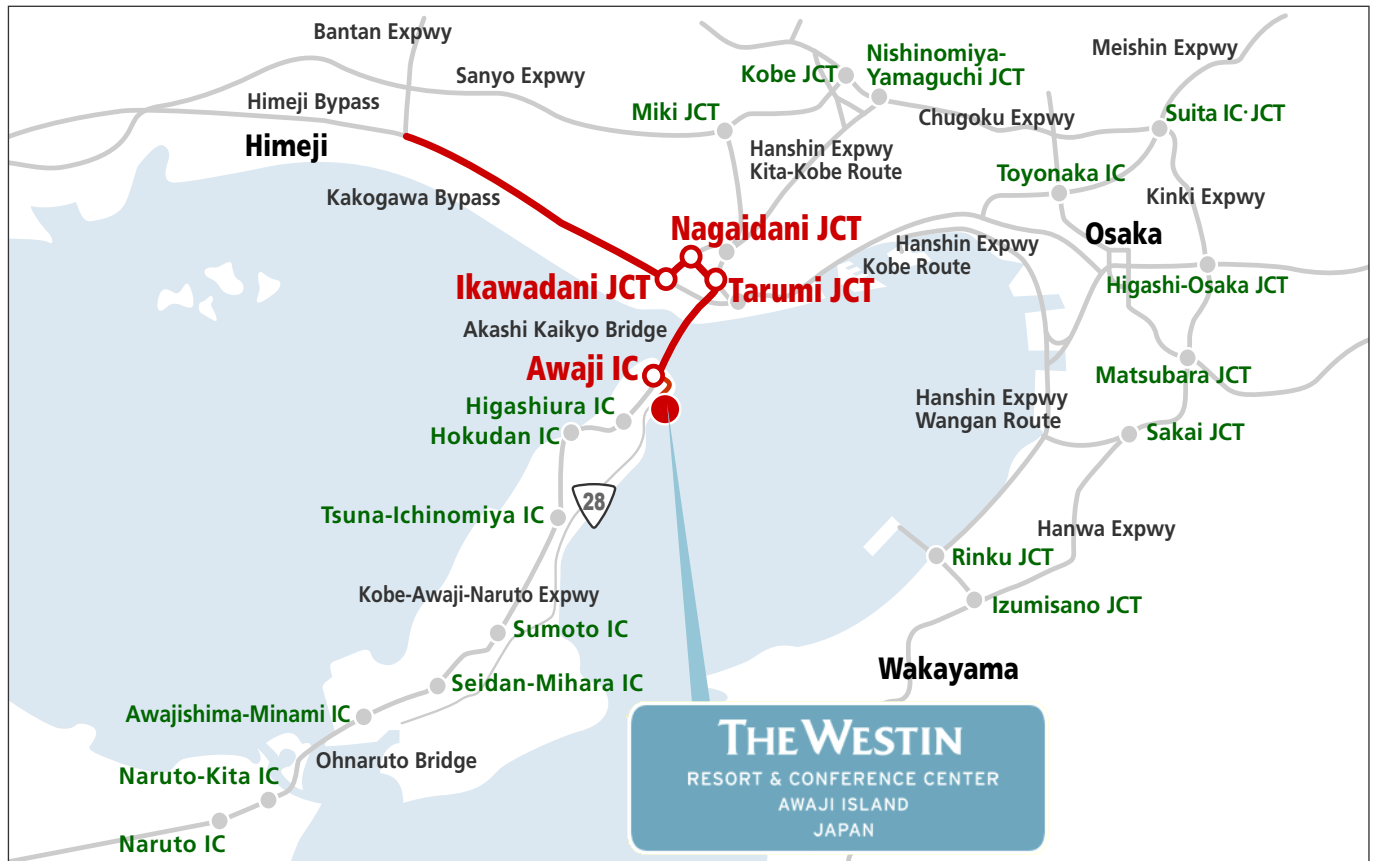 Bantan Expwy
Sanyo Expwy
Himeji Bypass
Himeji
Kakogawa Bypass
Kobe JCT
Nishinomiya-
Yamaguchi JCT
Meishin Expwy
Miki JCT
Chugoku Expwy
Suita IC·JCT
Hanshin Expwy
Kita-Kobe Route
Toyonaka IC
Kinki Expwy
Nagaidani JCT
Hanshin Expwy
Kobe Route
Osaka
Ikawadani JCT
Tarumi JCT
Higashi-Osaka JCT
Akashi Kaikyo Bridge
Awaji IC
Matsubara JCT
Higashiura IC
Hokudan IC
Hanshin Expwy
Wangan Route
Sakai JCT
28
Tsuna-Ichinomiya IC
Hanwa Expwy
Rinku JCT
Kobe-Awaji-Naruto Expwy
Izumisano JCT
Sumoto IC
Wakayama
Seidan-Mihara IC
Awajishima-Minami IC
Ohnaruto Bridge
Naruto-Kita IC
Naruto IC
THE WESTIN
RESORT & CONFERENCE CENTER
AWAJI ISLAND
JAPAN